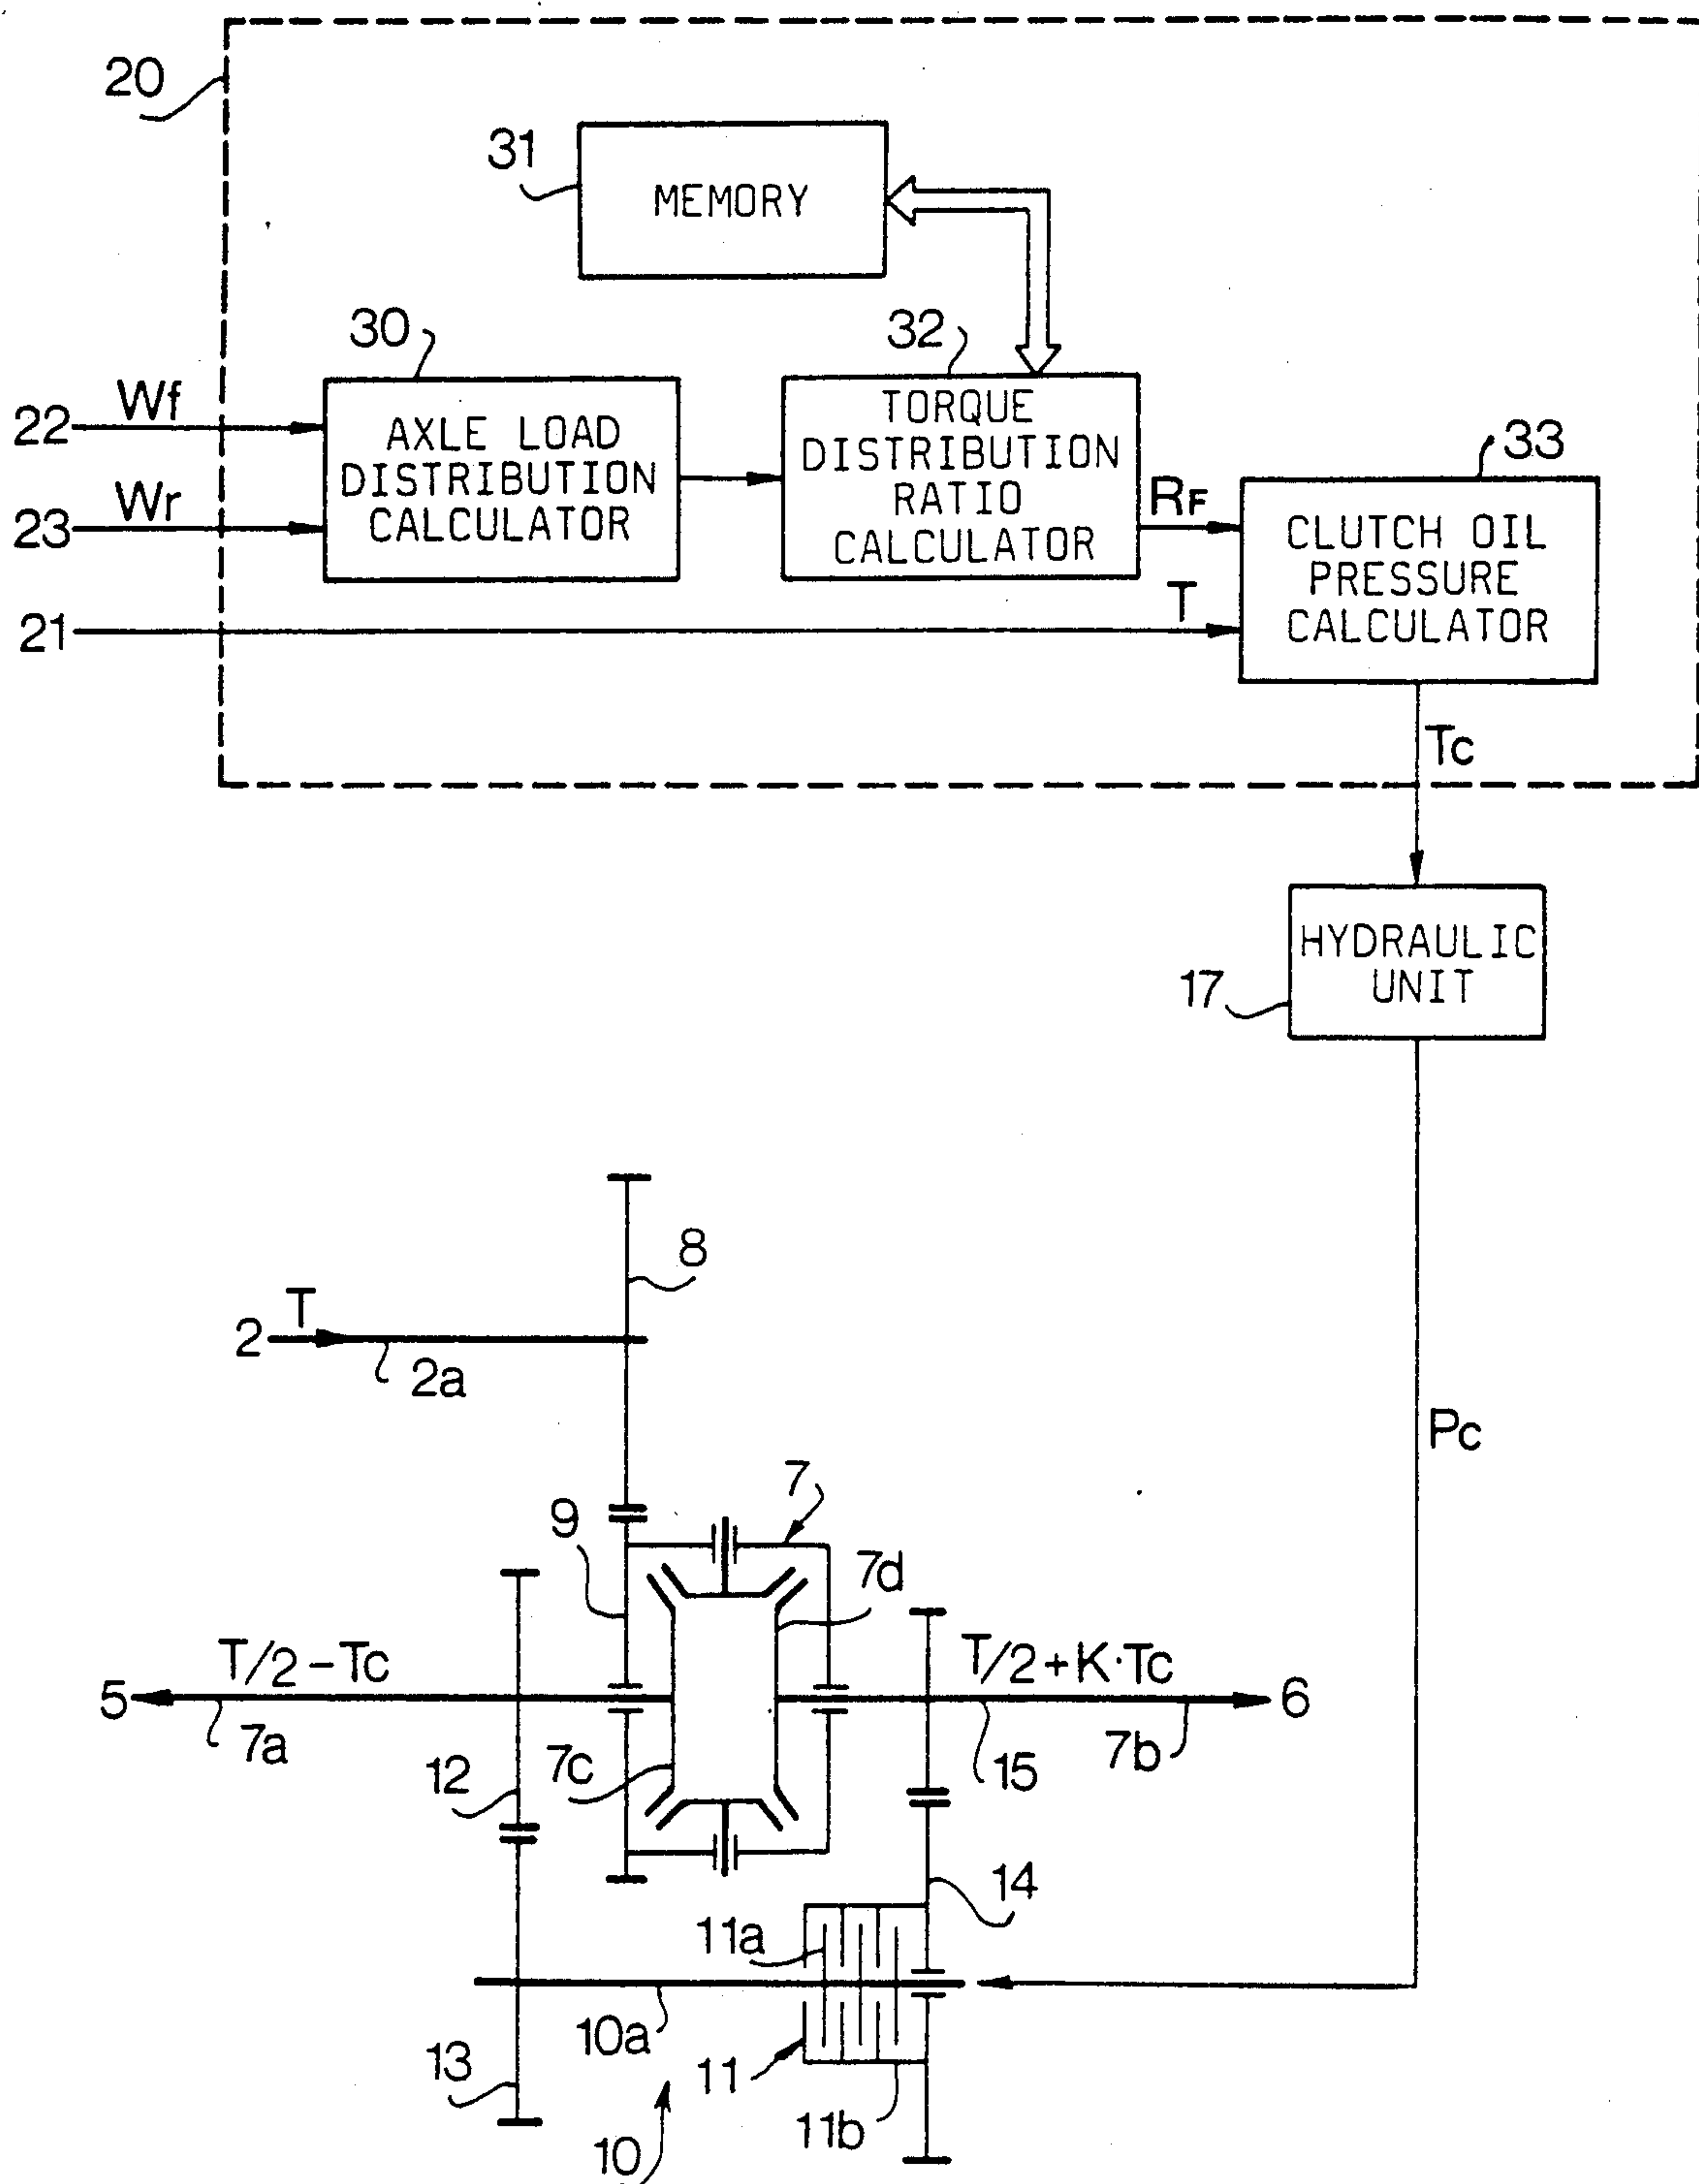 20
31
MEMORY
30
32
22
Wf
AXLE LOAD
DISTRIBUTION
CALCULATOR
TORQUE
DISTRIBUTION
RATIO
CALCULATOR
33
23
Wr
RF
CLUTCH OIL
PRESSURE
CALCULATOR
21
T
Tc
HYDRAULIC
UNIT
17
8
T
2
2a
Pc
7
9
7d
T/2-Tc
T/2+K·Tc
5
6
7a
7c
15
7b
12
14
11a
10a
13
11
11b
10